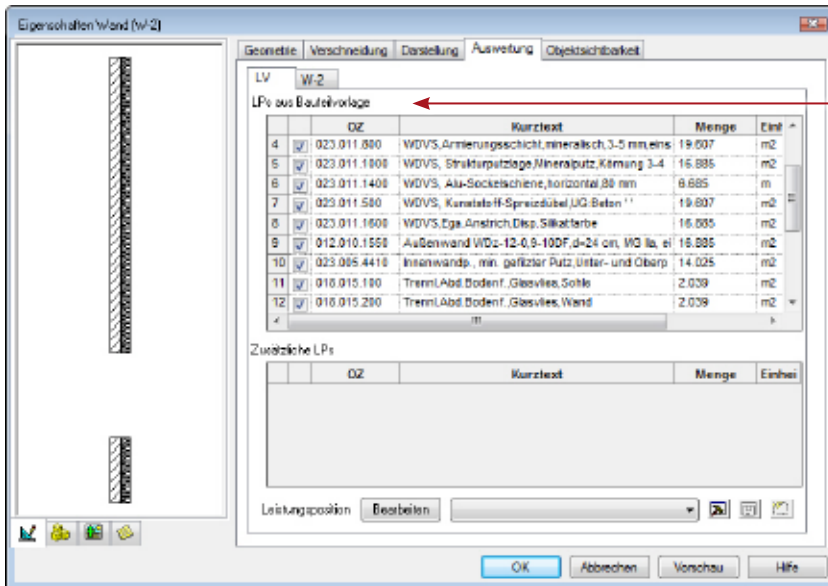 Eigenschaften Wand (W-2)
Geometrie Verschneidung Darstellung Auswertung Objektsichtbarkeit
LV W-2
LPs aus Bauteilvorlage
OZ Kurztext Menge Einh
4 023.011.800 WDVS,Armierungsschicht,mineralisch,3-5 mm,eins 19.607 m2
5 023.011.1000 WDVS, Strukturputzlage,Mineralputz,Körnung 3-4 16.885 m2
6 023.011.1400 WDVS, Alu-Sockelschiene,horizontal,80 mm 6.685 m
7 023.011.500 WDVS, Kunststoff-Spreizdübel,UG:Beton '' 19.607 m2
8 023.011.1600 WDVS,Ega.Anstrich,Disp.Silikatfarbe 16.885 m2
9 012.010.1550 Außenwand WDz-12-0,9-10DF,d=24 cm, MG IIa, ei 16.885 m2
10 023.005.4410 Innenwandp., min. gefilzter Putz,Unter- und Oberp 14.025 m2
11 018.015.100 Trennl,Abd.Bodenf.,Glasvlies,Sohle 2.039 m2
12 018.015.200 Trennl,Abd.Bodenf.,Glasvlies,Wand 2.039 m2
Zusätzliche LPs
OZ Kurztext Menge Einhei
Leistungsposition Bearbeiten
OK Abbrechen Vorschau Hilfe